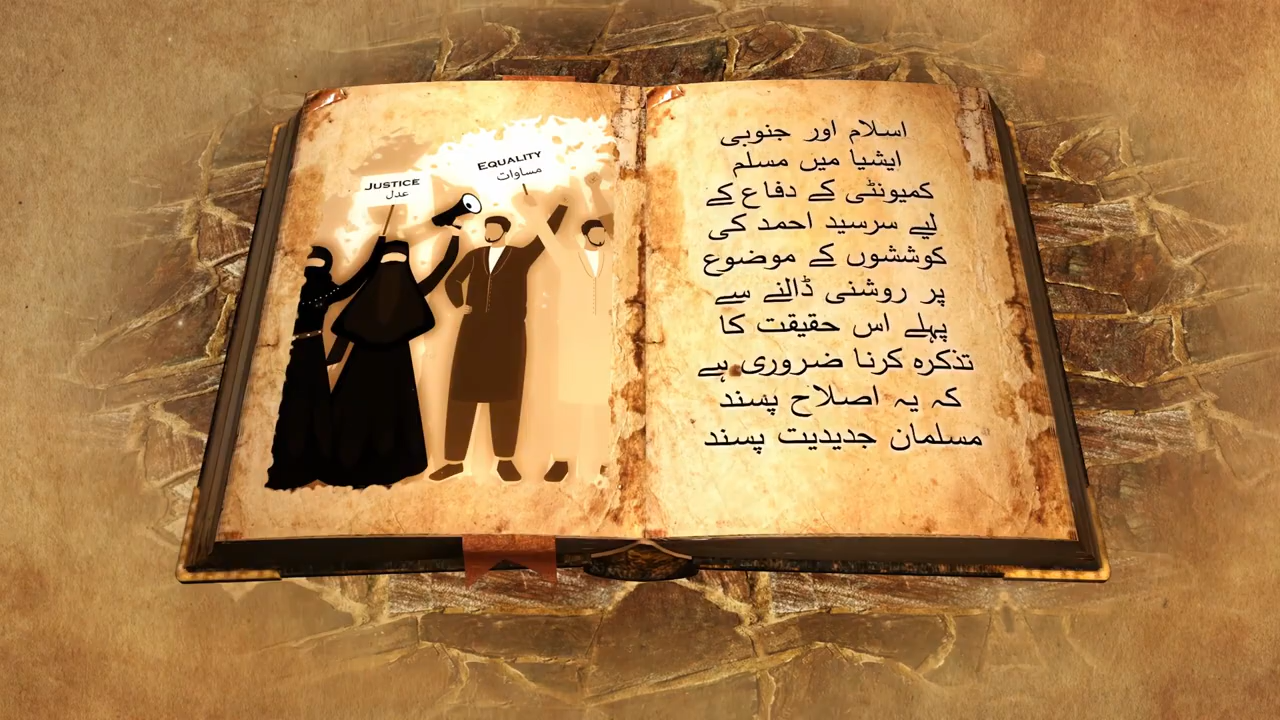 JUSTICE
عدل
EQUALITY
مساوات
اسلام اور جنوبی
ایشیا میں مسلم
کمیونٹی کے دفاع کے
لیے سرسید احمد کی
کوششوں کے موضوع
پر روشنی ڈالنے سے
پہلے اس حقیقت کا
تذکرہ کرنا ضروری ہے
کہ یہ اصلاح پسند
مسلمان جدیدیت پسند